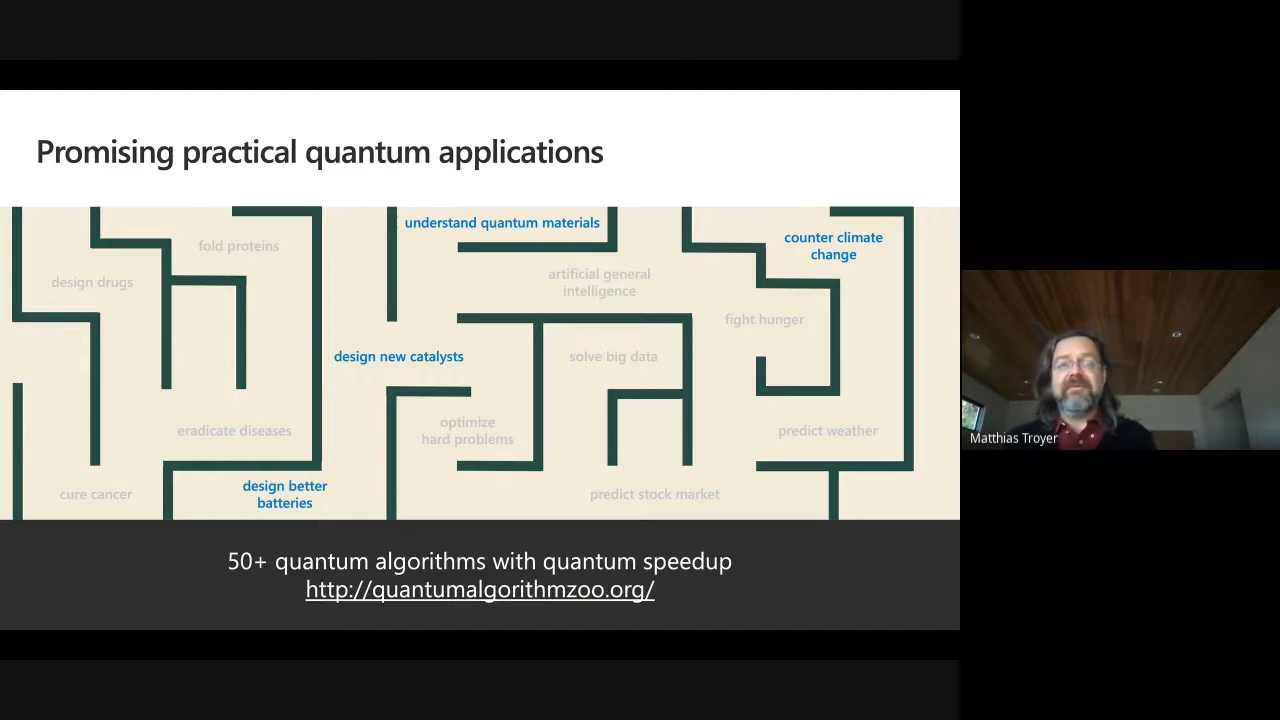 Promising practical quantum applications
understand quantum materials
counter climate
change
fold proteins
design drugs
artificial general
intelligence
fight hunger
design new catalysts
solve big data
optimize
hard problems
eradicate diseases
predict weather
cure cancer
design better
batteries
predict stock market
50+ quantum algorithms with quantum speedup
http://quantumalgorithmzoo.org/
Matthias Troyer